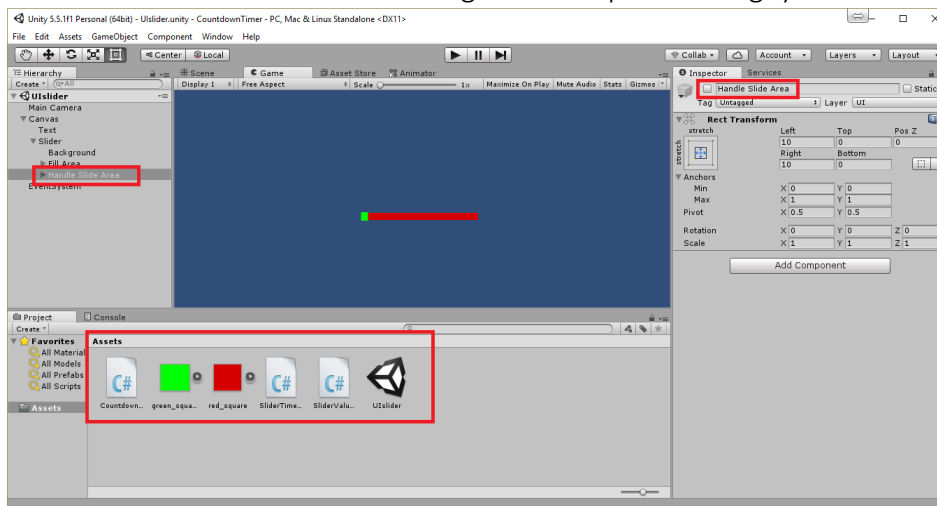 Unity 5.5.1f1 Personal (64bit) - UIslider.unity - CountdownTimer - PC, Mac & Linux Standalone <DX11>
File Edit Assets GameObject Component Window Help
Center Local Collab Account Layers Layout
Hierarchy Scene Game Asset Store Animator Inspector Services
Create All Display 1 Free Aspect Scale 1x Maximize On Play Mute Audio Stats Gizmos Handle Slide Area Static
UIslider
Tag Untagged Layer UI
Main Camera
Canvas
Text
Slider
Background
Fill Area
Handle Slide Area
EventSystem
Rect Transform
stretch Left Top Pos Z
stretch 10 0 0
Right Bottom
10 0
Anchors
Min X 0 Y 0
Max X 1 Y 1
Pivot X 0.5 Y 0.5
Rotation X 0 Y 0 Z 0
Scale X 1 Y 1 Z 1
Add Component
Project Console
Create
Favorites Assets
All Material
All Models
All Prefabs
All Scripts
Assets
C# C# C#
Countdown... green_squa... red_square SliderTime... SliderValu... UIslider